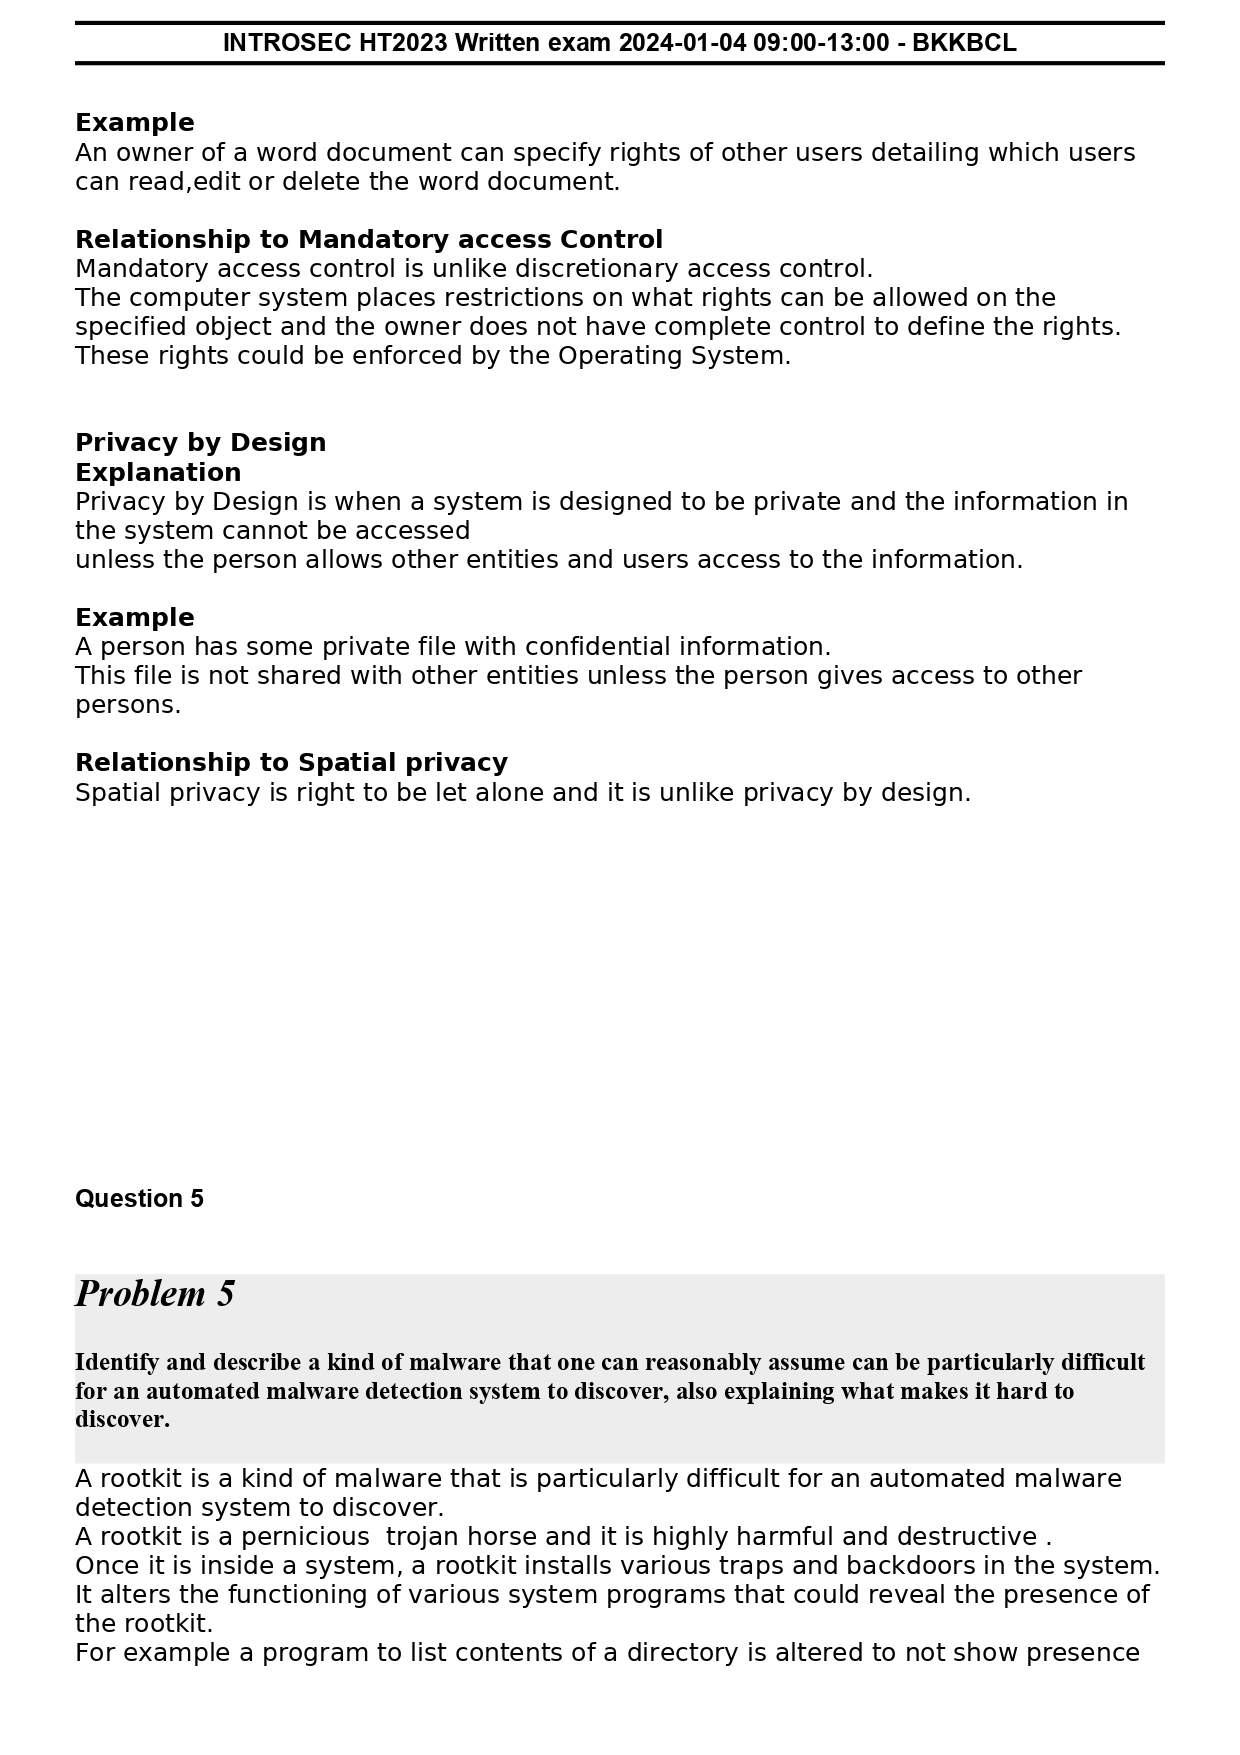 INTROSEC HT2023 Written exam 2024-01-04 09:00-13:00 - BKKBCL
Example
An owner of a word document can specify rights of other users detailing which users
can read,edit or delete the word document.
Relationship to Mandatory access Control
Mandatory access control is unlike discretionary access control.
The computer system places restrictions on what rights can be allowed on the
specified object and the owner does not have complete control to define the rights.
These rights could be enforced by the Operating System.
Privacy by Design
Explanation
Privacy by Design is when a system is designed to be private and the information in
the system cannot be accessed
unless the person allows other entities and users access to the information.
Example
A person has some private file with confidential information.
This file is not shared with other entities unless the person gives access to other
persons.
Relationship to Spatial privacy
Spatial privacy is right to be let alone and it is unlike privacy by design.
Question 5
Problem 5
Identify and describe a kind of malware that one can reasonably assume can be particularly difficult
for an automated malware detection system to discover, also explaining what makes it hard to
discover.
A rootkit is a kind of malware that is particularly difficult for an automated malware
detection system to discover.
A rootkit is a pernicious  trojan horse and it is highly harmful and destructive .
Once it is inside a system, a rootkit installs various traps and backdoors in the system.
It alters the functioning of various system programs that could reveal the presence of
the rootkit.
For example a program to list contents of a directory is altered to not show presence